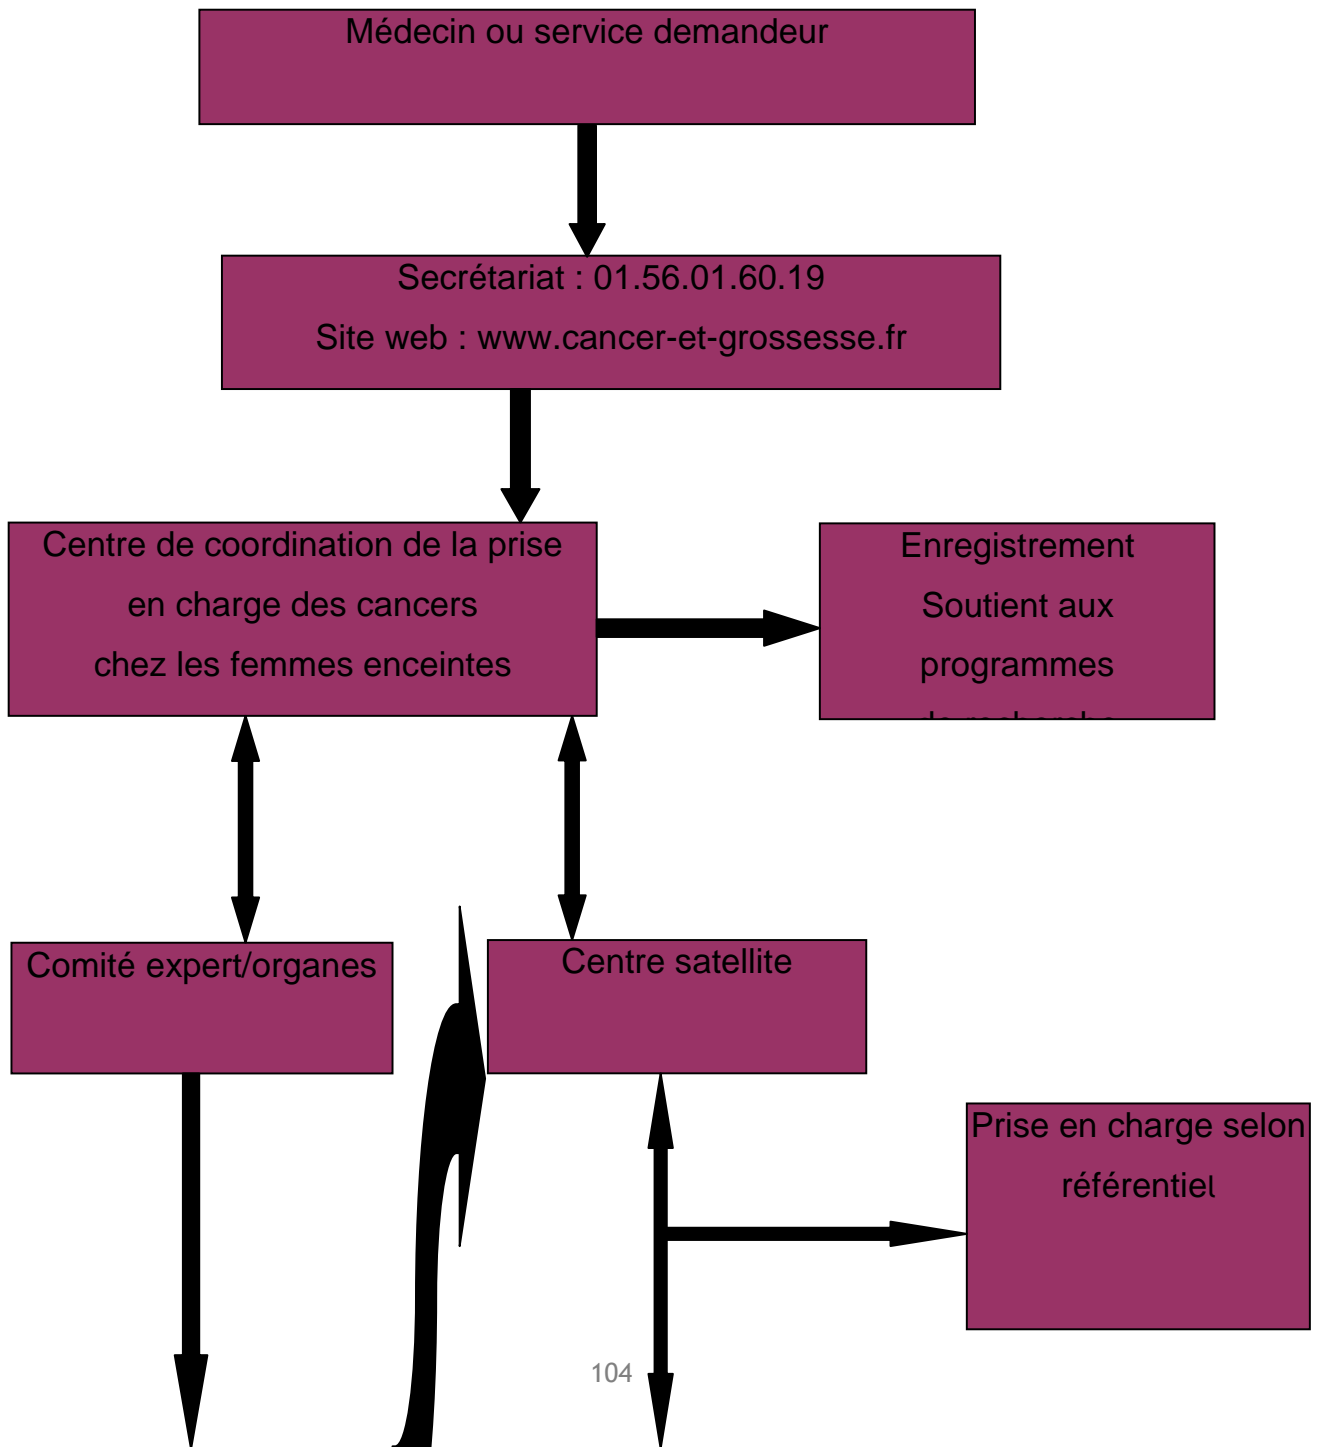 Médecin ou service demandeur
Secrétariat : 01.56.01.60.19
Site web : www.cancer-et-grossesse.fr
Centre de coordination de la prise
en charge des cancers
chez les femmes enceintes
Enregistrement
Soutient aux
programmes
de recherche
Comité expert/organes
Centre satellite
Prise en charge selon
référentiel
104